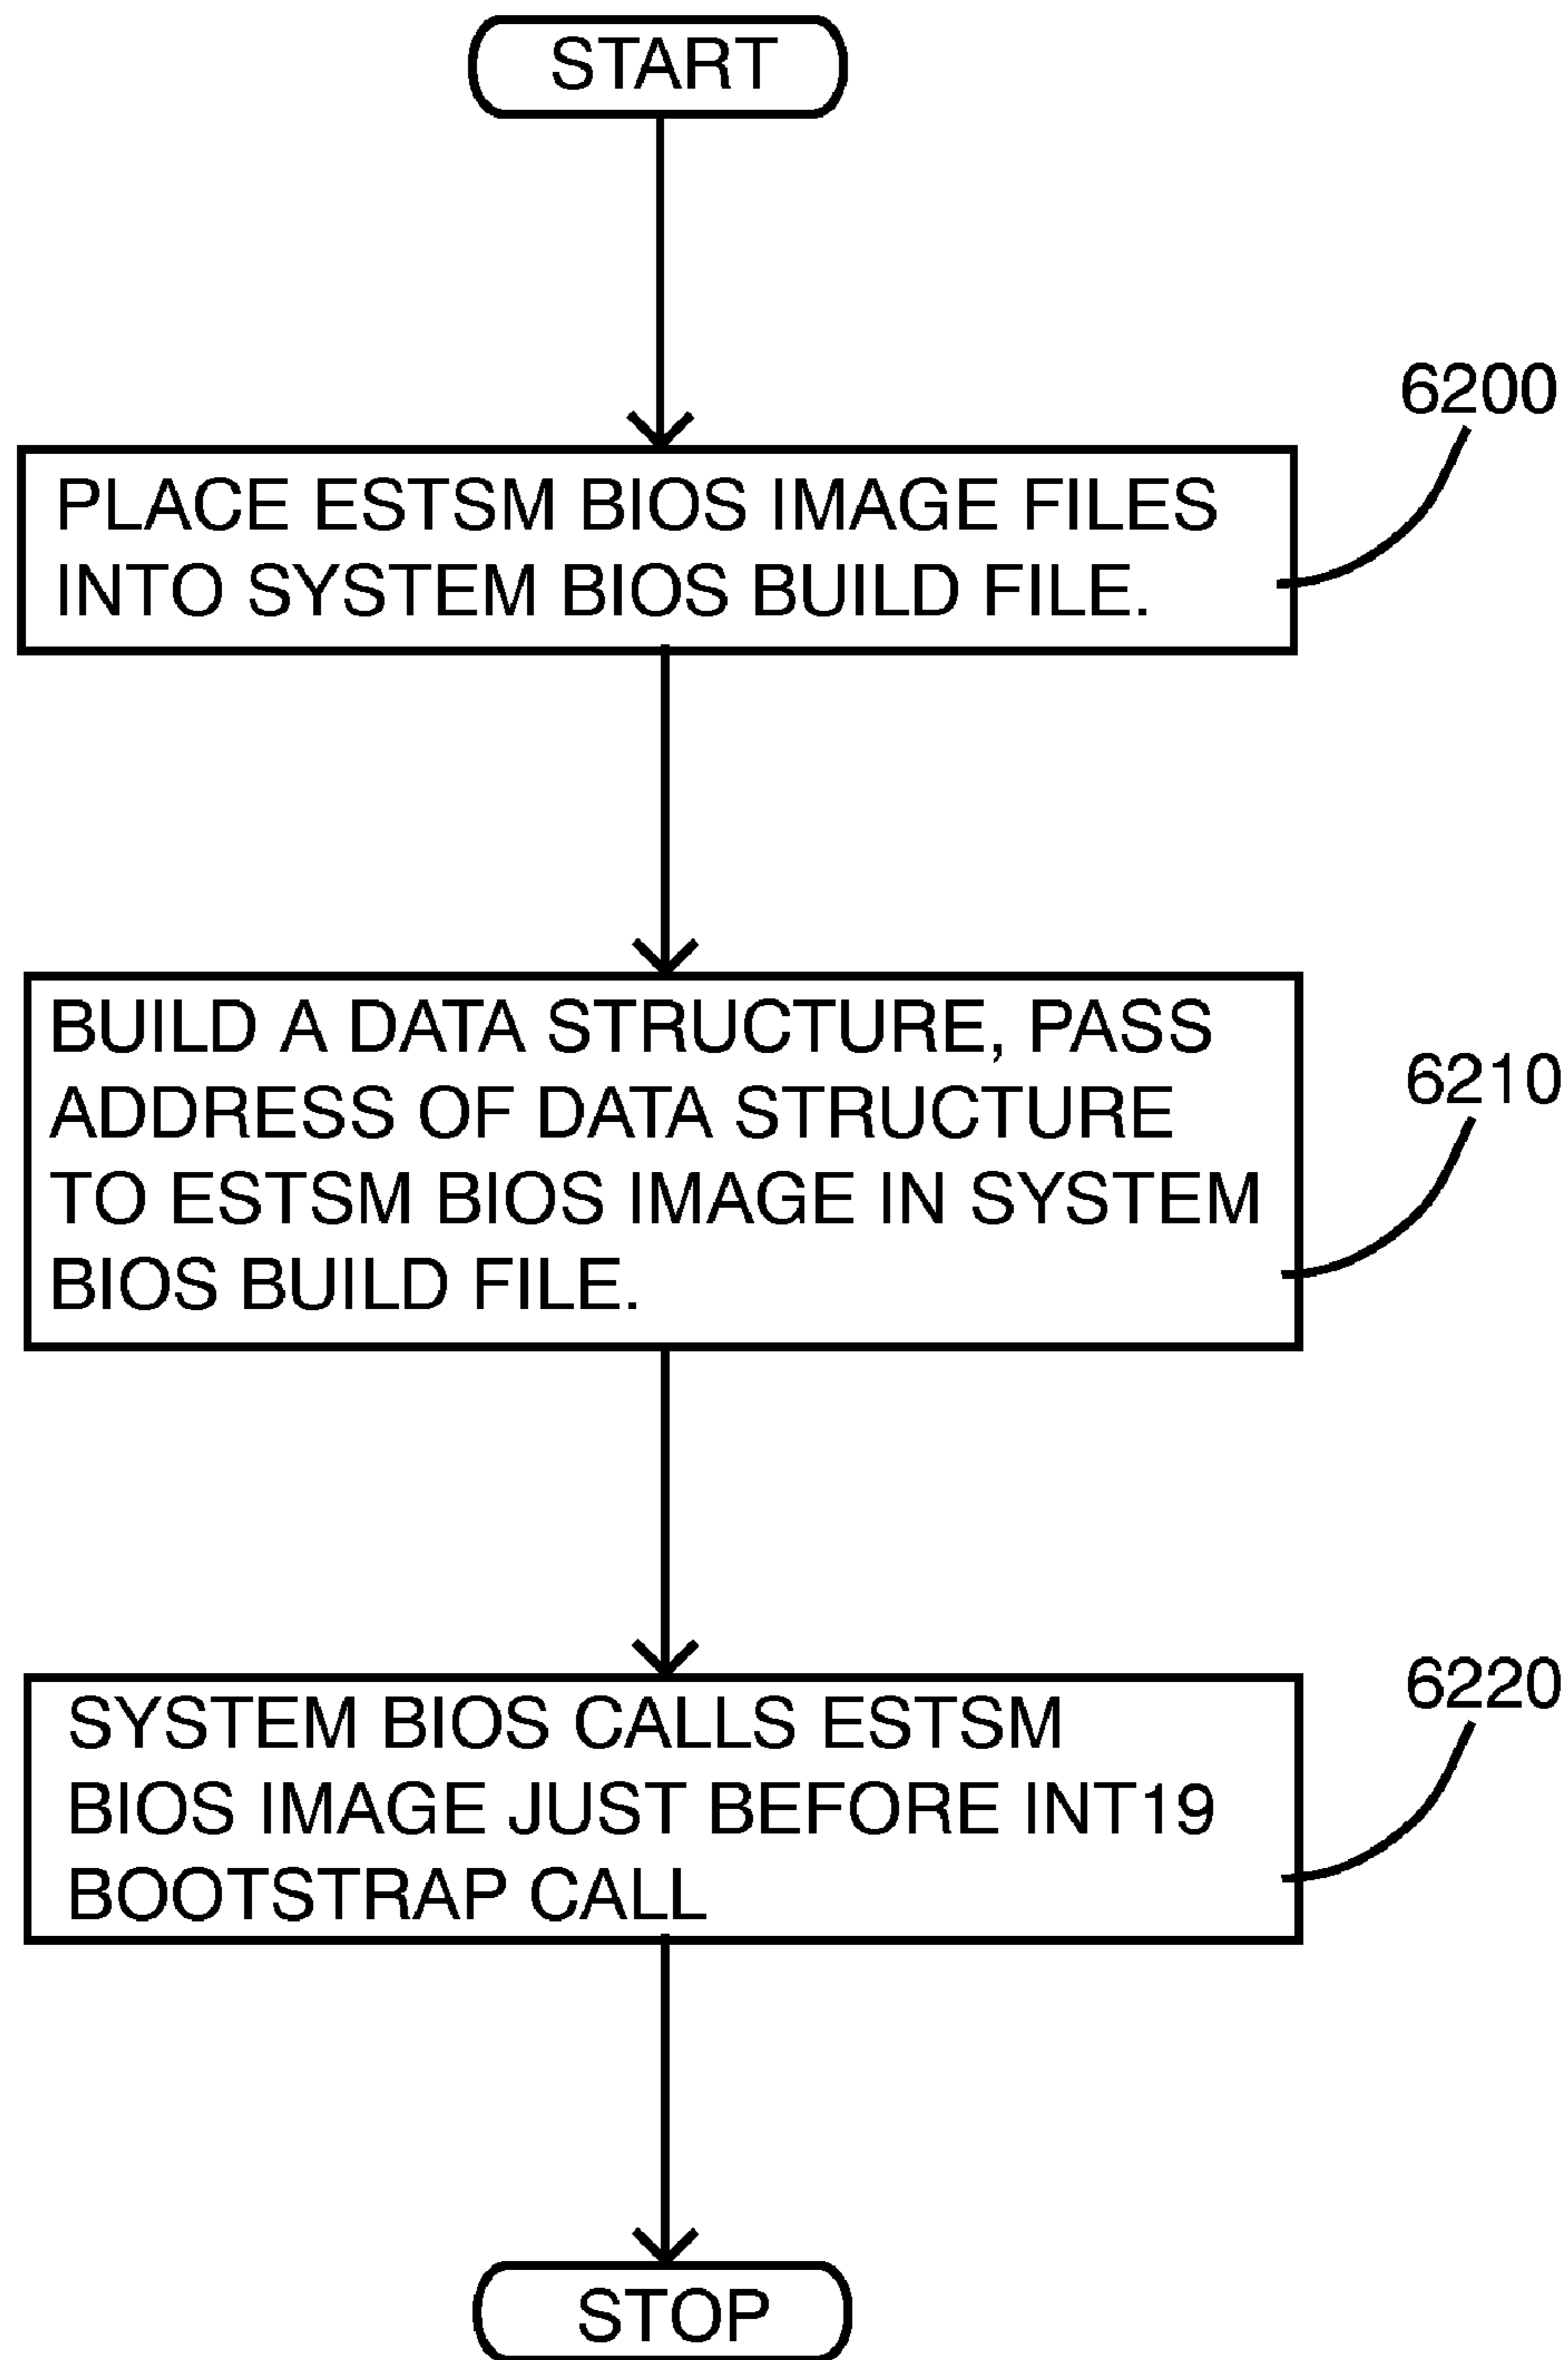 START
6200
PLACE ESTSM BIOS IMAGE FILES
INTO SYSTEM BIOS BUILD FILE.
BUILD A DATA STRUCTURE, PASS
6210
ADDRESS OF DATA STRUCTURE
TO ESTSM BIOS IMAGE IN SYSTEM
BIOS BUILD FILE.
6220
SYSTEM BIOS CALLS ESTSM
BIOS IMAGE JUST BEFORE INT19
BOOTSTRAP CALL
STOP